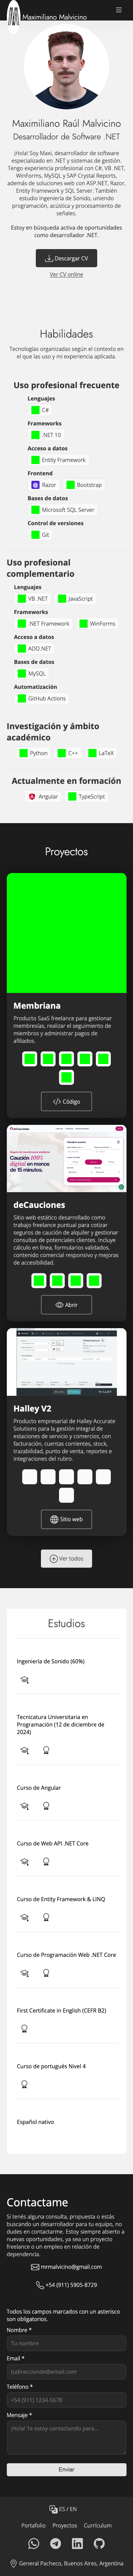 Maximiliano Malvicino
Maximiliano Raúl Malvicino
Desarrollador de Software .NET
¡Hola! Soy Maxi, desarrollador de software
especializado en .NET y sistemas de gestión.
Tengo experiencia profesional en C#, VB .NET,
WinForms, MySQL y SAP Crystal Reports,
además de soluciones web con ASP.NET, Razor,
Entity Framework y SQL Server. También
estudio Ingeniería de Sonido, uniendo
programación, acústica y procesamiento de
señales.
Estoy en búsqueda activa de oportunidades
como desarrollador .NET.
Descargar CV
Ver CV online
Habilidades
Tecnologías organizadas según el contexto en
el que las uso y mi experiencia aplicada.
Uso profesional frecuente
Lenguajes
C#
Frameworks
.NET 10
Acceso a datos
Entity Framework
Frontend
Razor
Bootstrap
Bases de datos
Microsoft SQL Server
Control de versiones
Git
Uso profesional
complementario
Lenguajes
VB .NET
JavaScript
Frameworks
.NET Framework
WinForms
Acceso a datos
ADO.NET
Bases de datos
MySQL
Automatización
GitHub Actions
Investigación y ámbito
académico
Python
C++
LaTeX
Actualmente en formación
Angular
TypeScript
Proyectos
Membriana
Producto SaaS freelance para gestionar
membresías, realizar el seguimiento de
miembros y administrar pagos de
afiliados.
Código
100% digital en
menos de 15 minutos.
deCauciones
Sitio web estático desarrollado como
trabajo freelance para publicitar
seguros de caución y canalizar
consultas de potenciales clientes. Incluye
cálculo en línea, formularios validados,
contenido comercial responsivo y mejoras
de accesibilidad.
Abrir
Halley V2
Producto empresarial de Halley Aucrate
Solutions para la gestión integral de
estaciones de servicio y comercios, con
facturación, cuentas corrientes, stock,
trazabilidad, picos de venta, reportes e
integraciones del rubro.
Sitio web
Ver todos
Estudios
Ingeniería de Sonido (60%)
Tecnicatura Universitaria en
Programación (12 de diciembre de
2024)
Curso de Angular
Curso de Web API .NET Core
Curso de Entity Framework & LINQ
Curso de Programación Web .NET Core
First Certificate in English (CEFR B2)
Curso de portugués Nivel 4
Español nativo
Contactame
Si tenés alguna consulta, propuesta o estás
buscando un desarrollador para tu equipo, no
dudes en contactarme. Estoy siempre abierto a
nuevas oportunidades, ya sea un proyecto
freelance o un empleo en relación de
dependencia.
mrmalvicino@gmail.com
+54 (911) 5905-8729
Todos los campos marcados con un asterisco
son obligatorios.
Nombre *
Tu nombre
Email *
tudireccionde@email.com
Teléfono *
+54 (911) 1234-5678
Mensaje *
¡Hola! Te estoy contactando para...
Enviar
ES / EN
Portafolio
Proyectos
Currículum
General Pacheco, Buenos Aires, Argentina